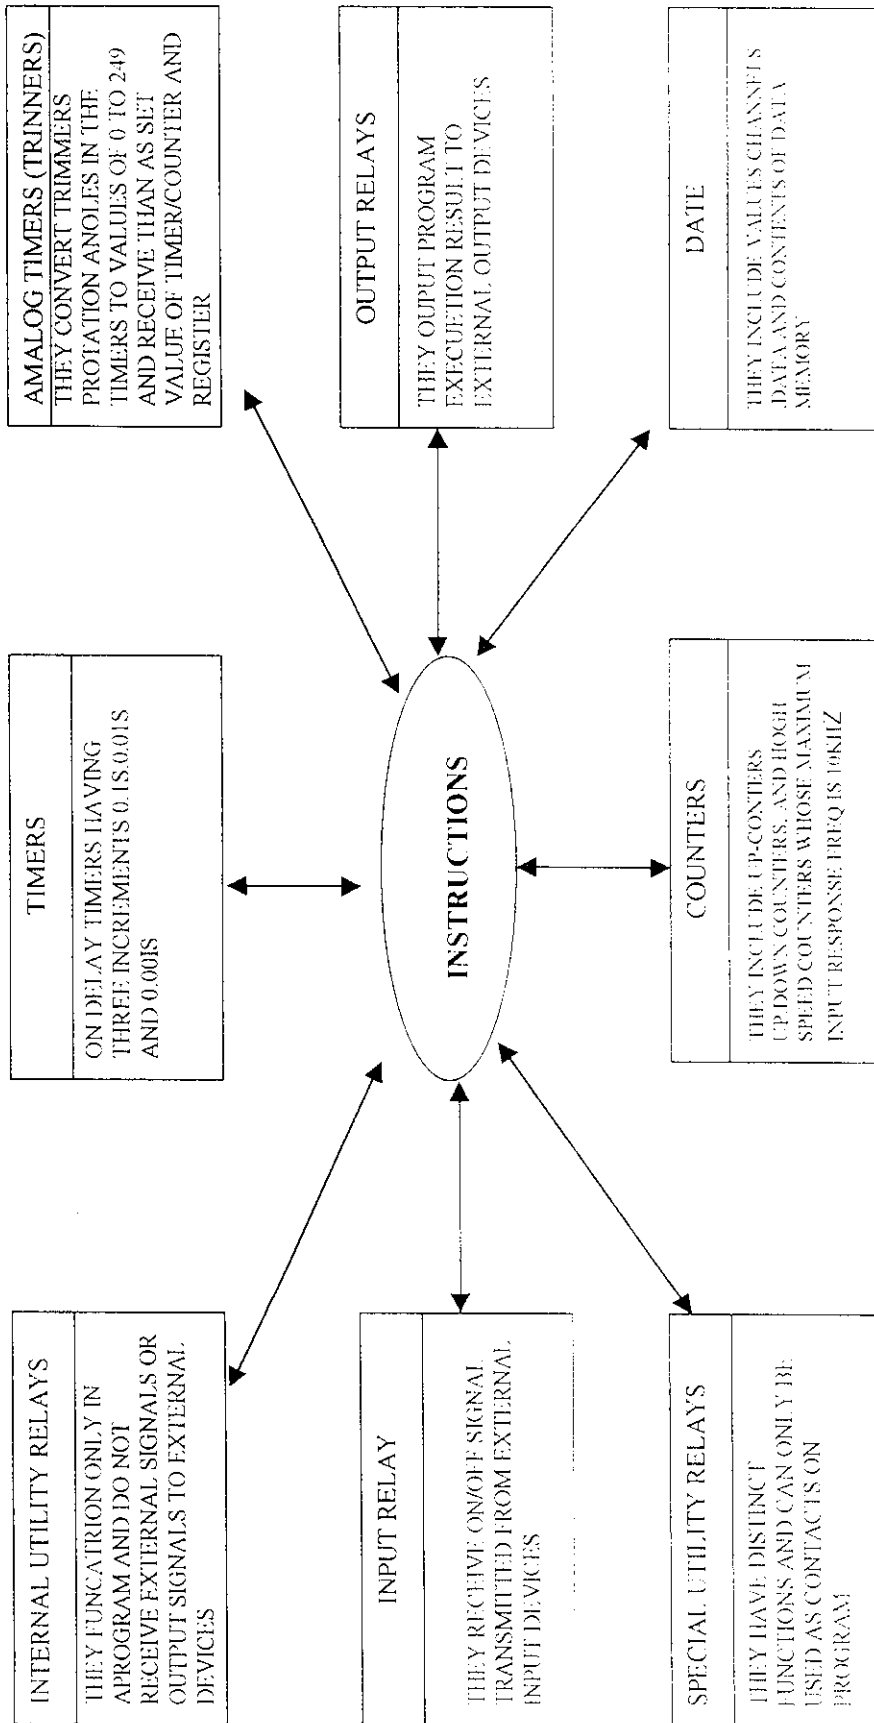 INTERNAL UTILITY RELAYS
THEY FUNCATRION ONLY IN
APROGRAM AND DO NOT
RECEIVE EXTERNAL SIGNALS OR
OUTPUT SIGNALS TO EXTERNAL
DEVICES
TIMERS
ON DELAY TIMERS HAVING
THREE INCREMENTS 0.1S.0.01S
AND 0.00IS
AMALOG TIMERS (TRINNERS)
THEY CONVERT TRIMMERS
PROTATION ANOLES IN THE
TIMERS TO VALUES OF 0 TO 249
AND RECEIVE THAN AS SET
VALUE OF TIMER/COUNTER AND
REGISTER
INPUT RELAY
THEY RECEIVE ON/OFF SIGNAL
TRANSMITTED FROM EXTERNAL
INPUT DEVICES
INSTRUCTIONS
OUTPUT RELAYS
THEY OUPUT PROGRAM
EXECUETION RESULT TO
EXTERNAL OUTPUT DEVICES
SPECIAL UTILITY RELAYS
THEY HAVE DISTINCT
FUNCTIONS AND CAN ONLY BE
USED AS CONTACTS ON
PROGRAM
COUNTERS
THEY INCLUDE UP-CONTERS
UP.DOWN COUNTERS. AND HOGH
SPEED COUNTERS WHOSE MAXIMUM
INPUT RESPONSE FREQ IS 10KHZ
DATE
THEY INCLUDE VALUES CHANNELS
DATA AND CONTENTS OF DATA
MEMORY